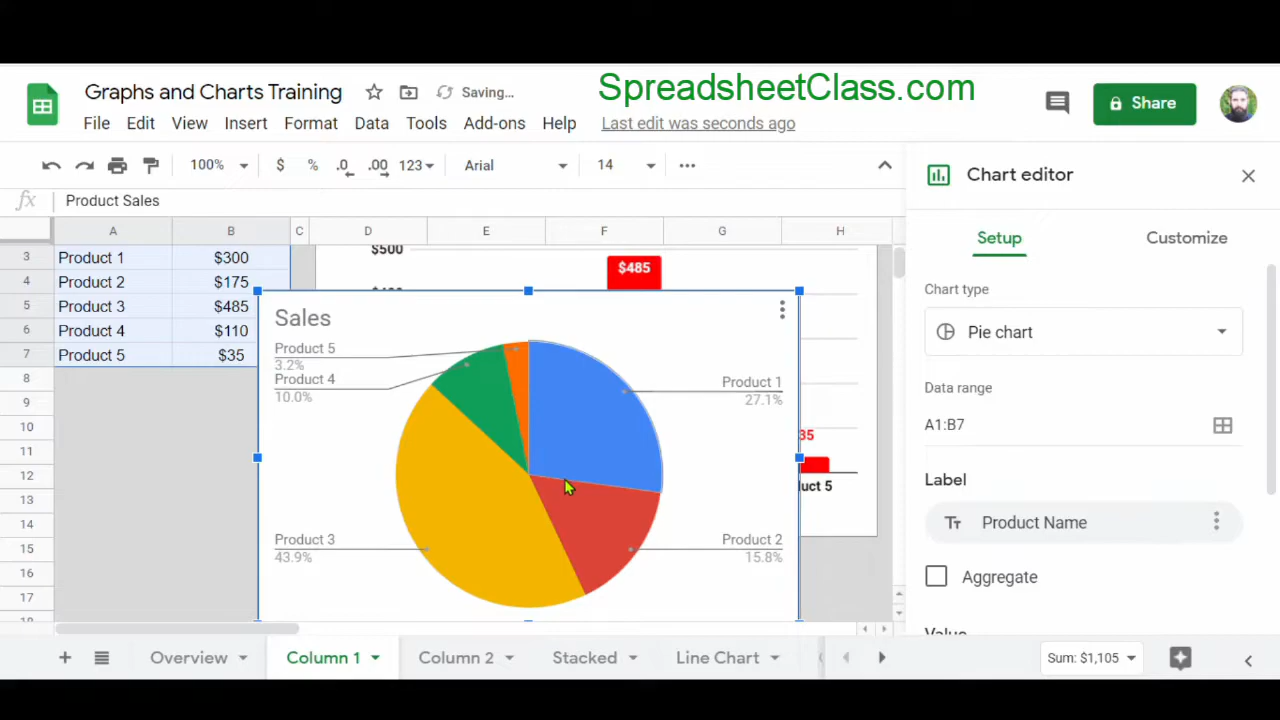 SpreadsheetClass.com
Graphs and Charts Training Saving...
Share
File Edit View Insert Format Data Tools Add-ons Help Last edit was seconds ago
100% $ % .0 .00 123 Arial 14
fx Product Sales
Chart editor
Setup Customize
A B C D E F G H
3 Product 1 $300
4 Product 2 $175
5 Product 3 $485
6 Product 4 $110
7 Product 5 $35
8
9
10
11
12
13
14
15
16
17
$500
$485
35
Sales
Product 5
3.2%
Product 4
10.0%
Product 1
27.1%
Product 3
43.9%
Product 2
15.8%
Chart type
Pie chart
Data range
A1:B7
Label
Tт Product Name
Aggregate
Value
Overview Column 1 Column 2 Stacked Line Chart
Sum: $1,105